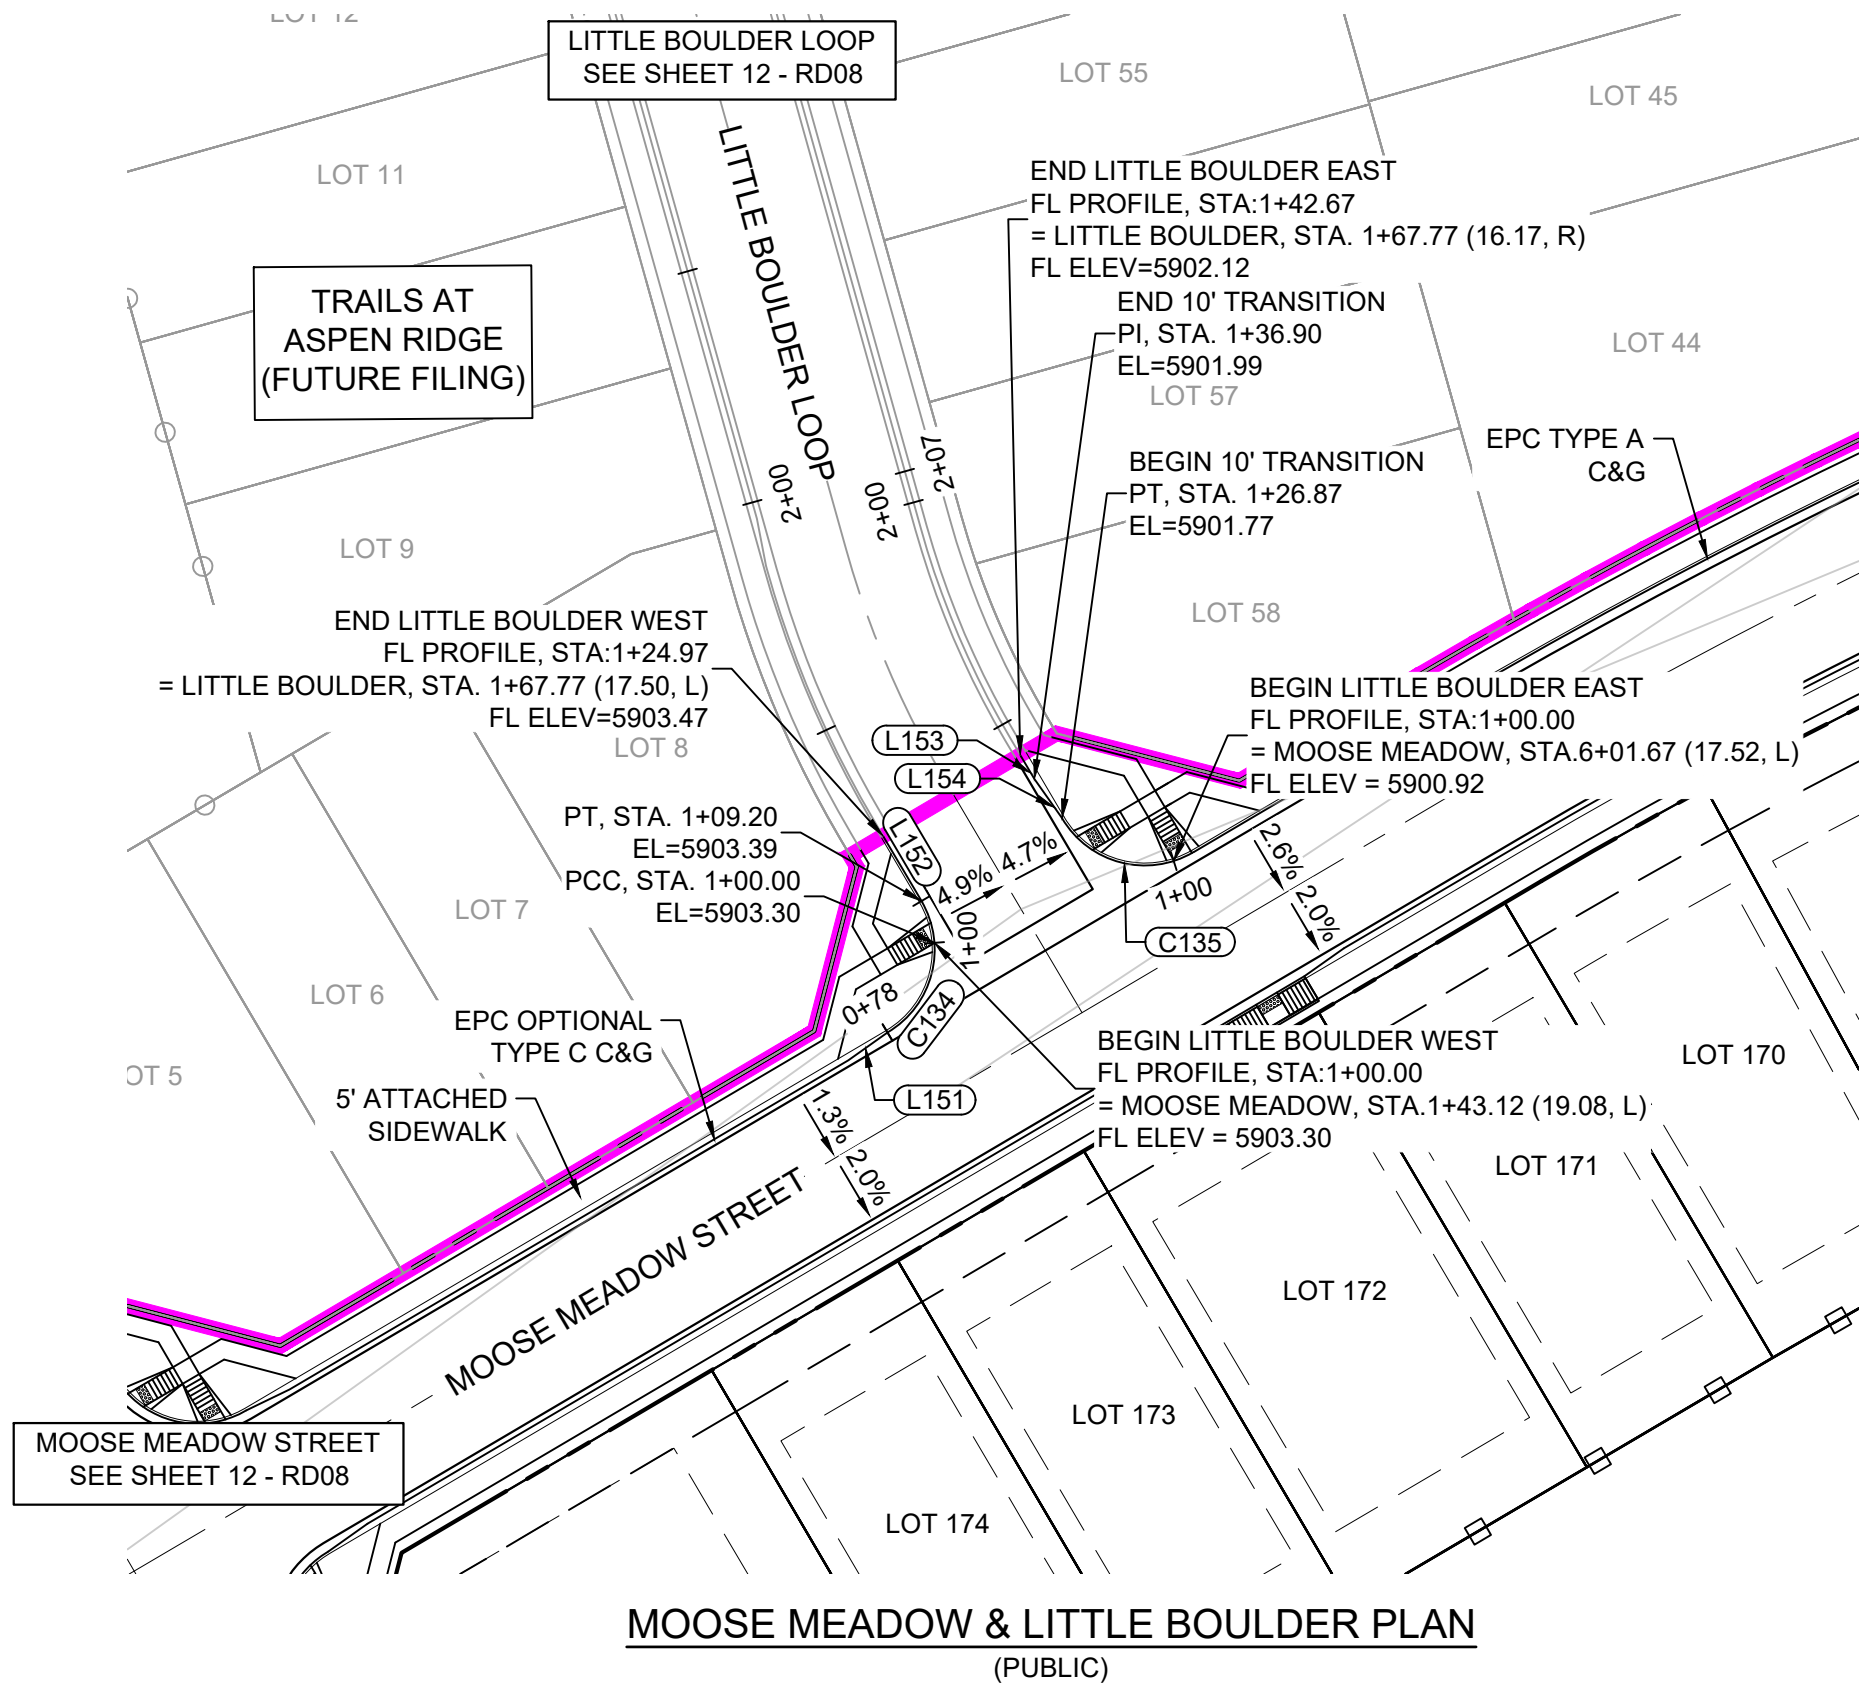 LOT 12
LITTLE BOULDER LOOP
SEE SHEET 12 - RD08
LOT 55
LOT 45
LOT 11
LITTLE BOULDER LOOP
END LITTLE BOULDER EAST
FL PROFILE, STA:1+42.67
= LITTLE BOULDER, STA. 1+67.77 (16.17, R)
FL ELEV=5902.12
TRAILS AT
ASPEN RIDGE
(FUTURE FILING)
END 10' TRANSITION
PI, STA. 1+36.90
EL=5901.99
LOT 44
LOT 57
EPC TYPE A
C&G
2+07
2+00
2+00
BEGIN 10' TRANSITION
PT, STA. 1+26.87
EL=5901.77
LOT 9
LOT 58
END LITTLE BOULDER WEST
FL PROFILE, STA:1+24.97
= LITTLE BOULDER, STA. 1+67.77 (17.50, L)
FL ELEV=5903.47
LOT 8
BEGIN LITTLE BOULDER EAST
FL PROFILE, STA:1+00.00
= MOOSE MEADOW, STA.6+01.67 (17.52, L)
FL ELEV = 5900.92
L153
L154
L152
PT, STA. 1+09.20
EL=5903.39
PCC, STA. 1+00.00
EL=5903.30
4.9%
4.7%
2.6%
2.0%
1+00
1+00
C135
LOT 7
LOT 6
0+78
C134
EPC OPTIONAL
TYPE C C&G
OT 5
5' ATTACHED
SIDEWALK
L151
1.3%
2.0%
BEGIN LITTLE BOULDER WEST
FL PROFILE, STA:1+00.00
= MOOSE MEADOW, STA.1+43.12 (19.08, L)
FL ELEV = 5903.30
LOT 170
LOT 171
MOOSE MEADOW STREET
LOT 172
LOT 173
MOOSE MEADOW STREET
SEE SHEET 12 - RD08
LOT 174
MOOSE MEADOW & LITTLE BOULDER PLAN
(PUBLIC)